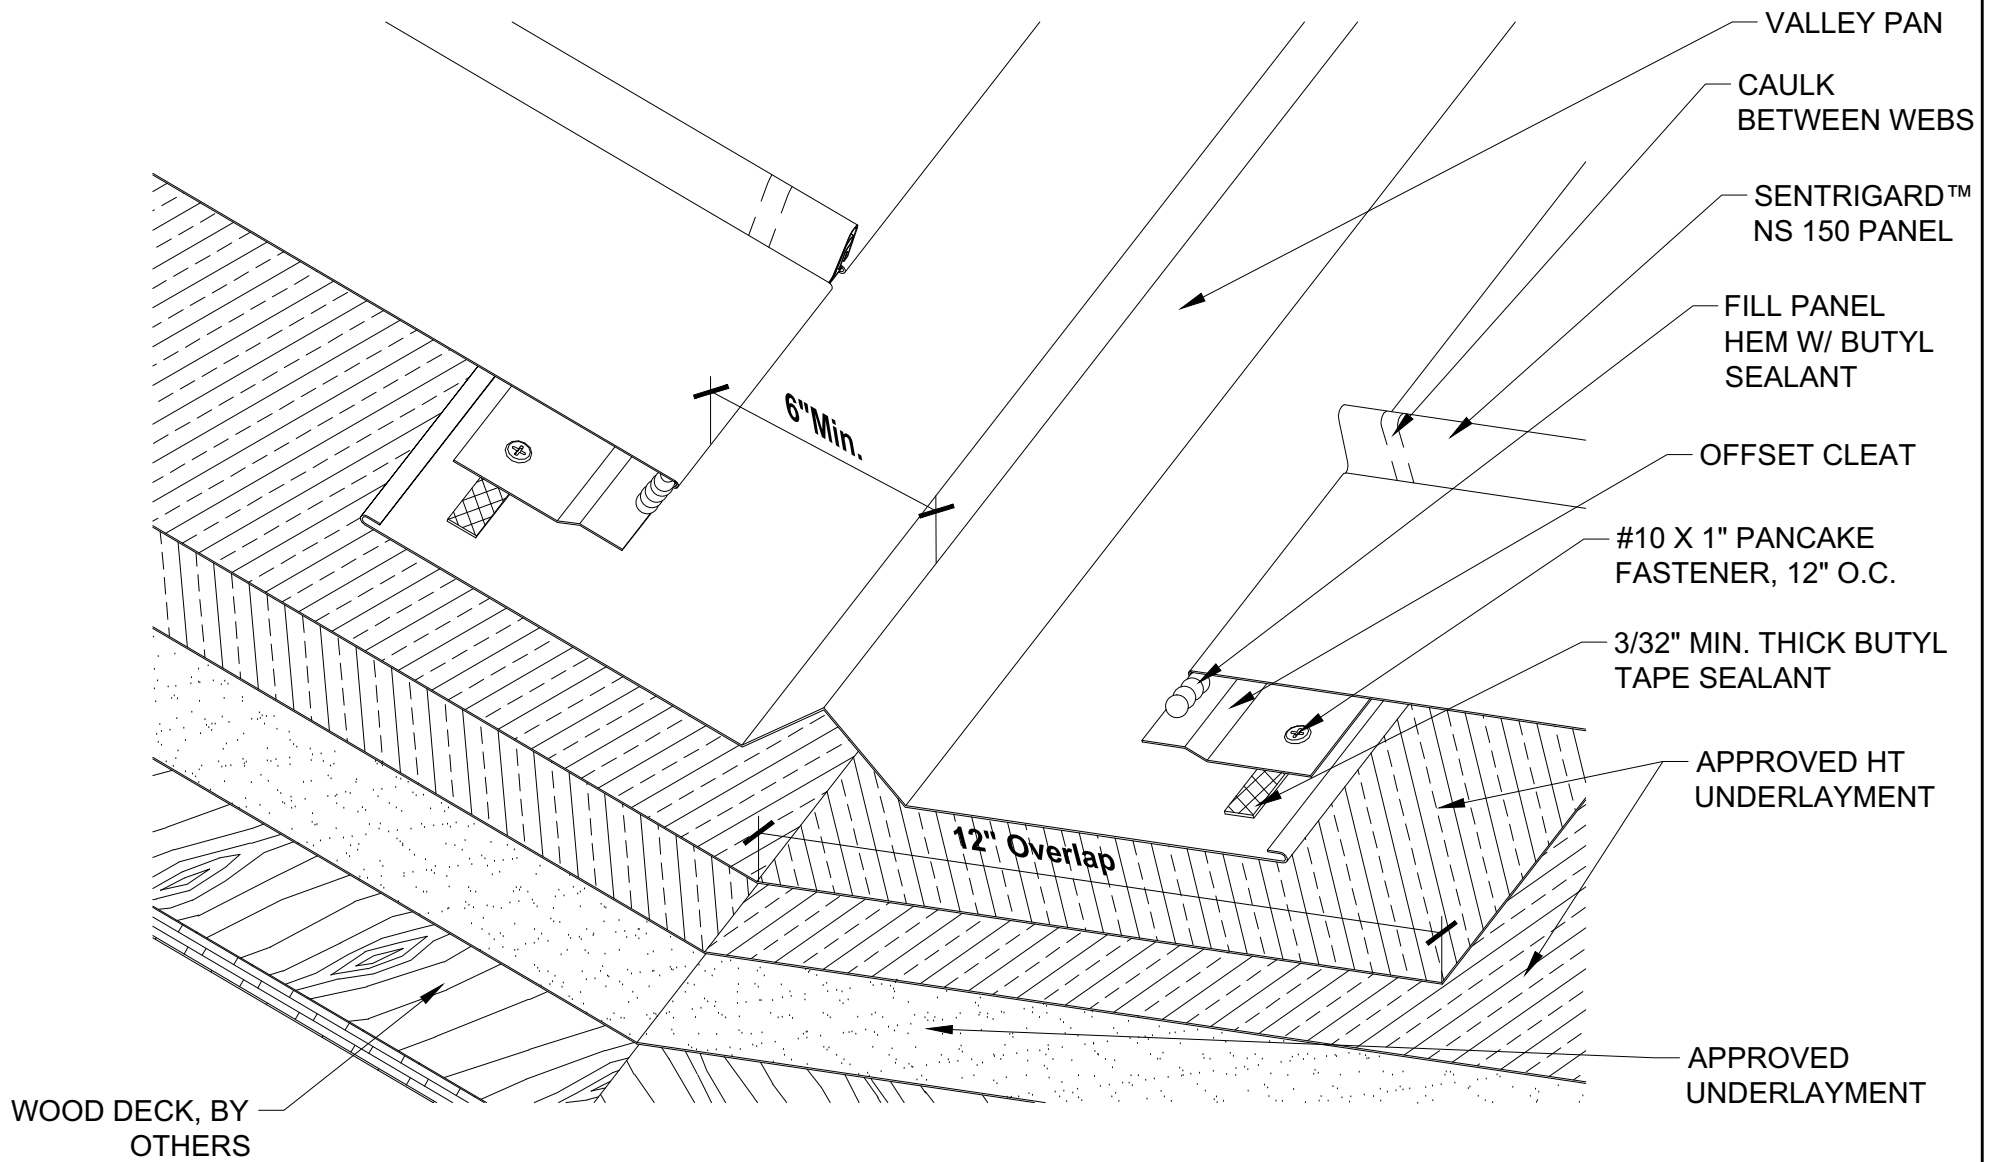 VALLEY PAN
CAULK
BETWEEN WEBS
SENTRIGARD™
NS 150 PANEL
FILL PANEL
HEM W/ BUTYL
SEALANT
6"Min.
OFFSET CLEAT
#10 X 1" PANCAKE
FASTENER, 12" O.C.
3/32" MIN. THICK BUTYL
TAPE SEALANT
APPROVED HT
UNDERLAYMENT
12" Overlap
APPROVED
UNDERLAYMENT
WOOD DECK, BY
OTHERS